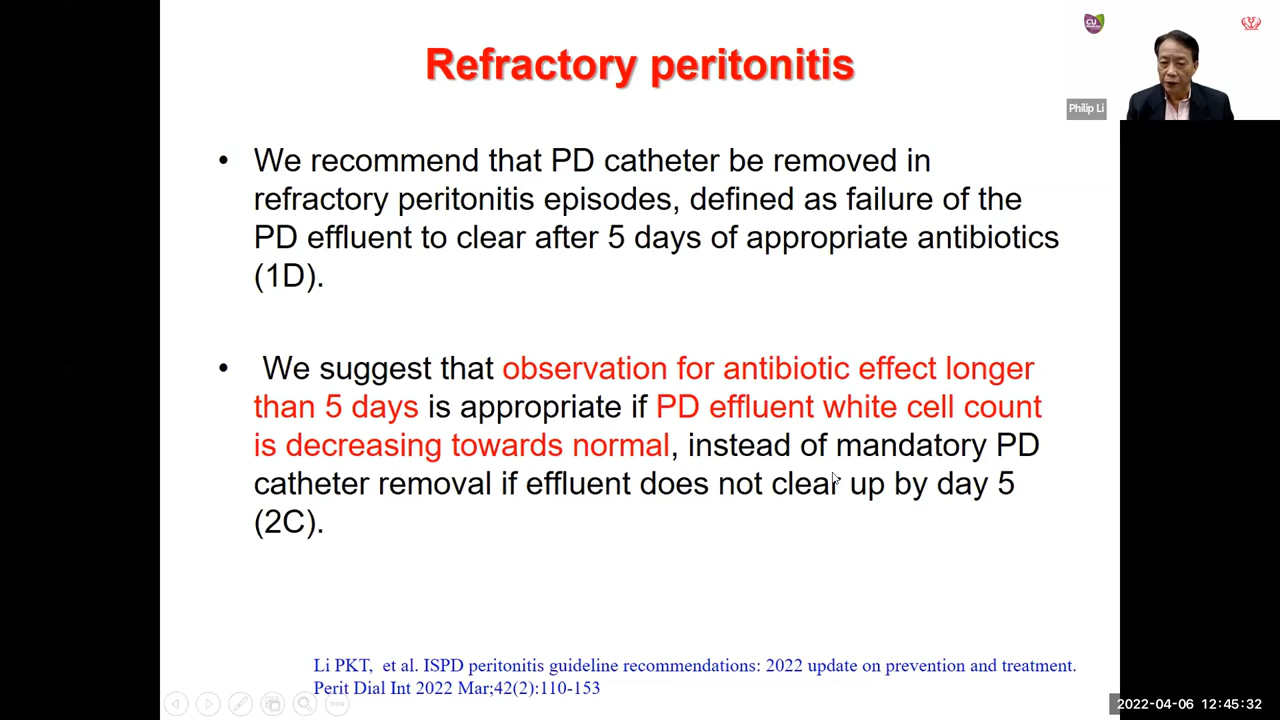 Refractory peritonitis
CU
Medicine
Philip Li
• We recommend that PD catheter be removed in
refractory peritonitis episodes, defined as failure of the
PD effluent to clear after 5 days of appropriate antibiotics
(1D).
• We suggest that observation for antibiotic effect longer
than 5 days is appropriate if PD effluent white cell count
is decreasing towards normal, instead of mandatory PD
catheter removal if effluent does not clear up by day 5
(2C).
Li PKT, et al. ISPD peritonitis guideline recommendations: 2022 update on prevention and treatment.
Perit Dial Int 2022 Mar;42(2):110-153
2022-04-06 12:45:32